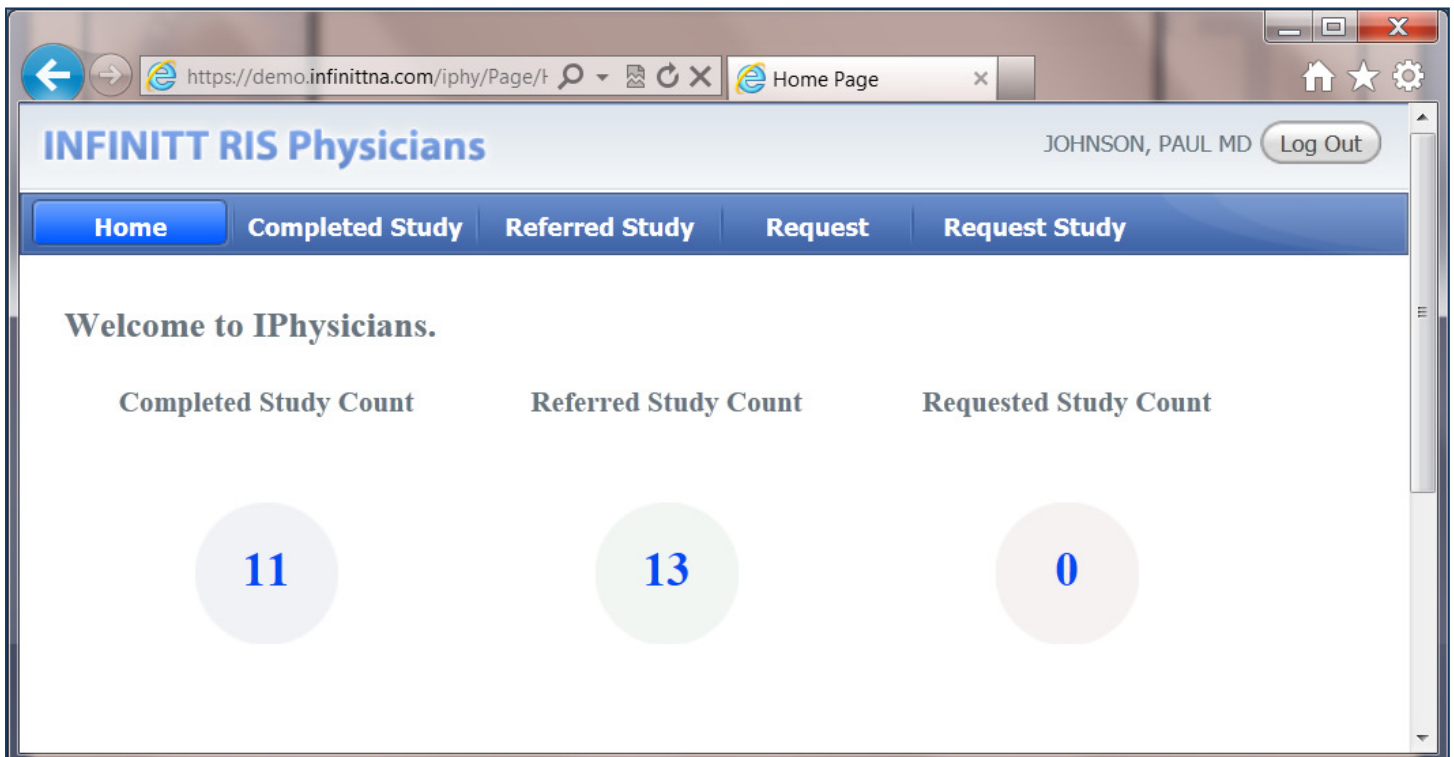 https://demo.infinittna.com/iphy/Page/H
Home Page
INFINITT RIS Physicians
JOHNSON, PAUL MD Log Out
Home Completed Study Referred Study Request Request Study
Welcome to IPhysicians.
Completed Study Count Referred Study Count Requested Study Count
11 13 0